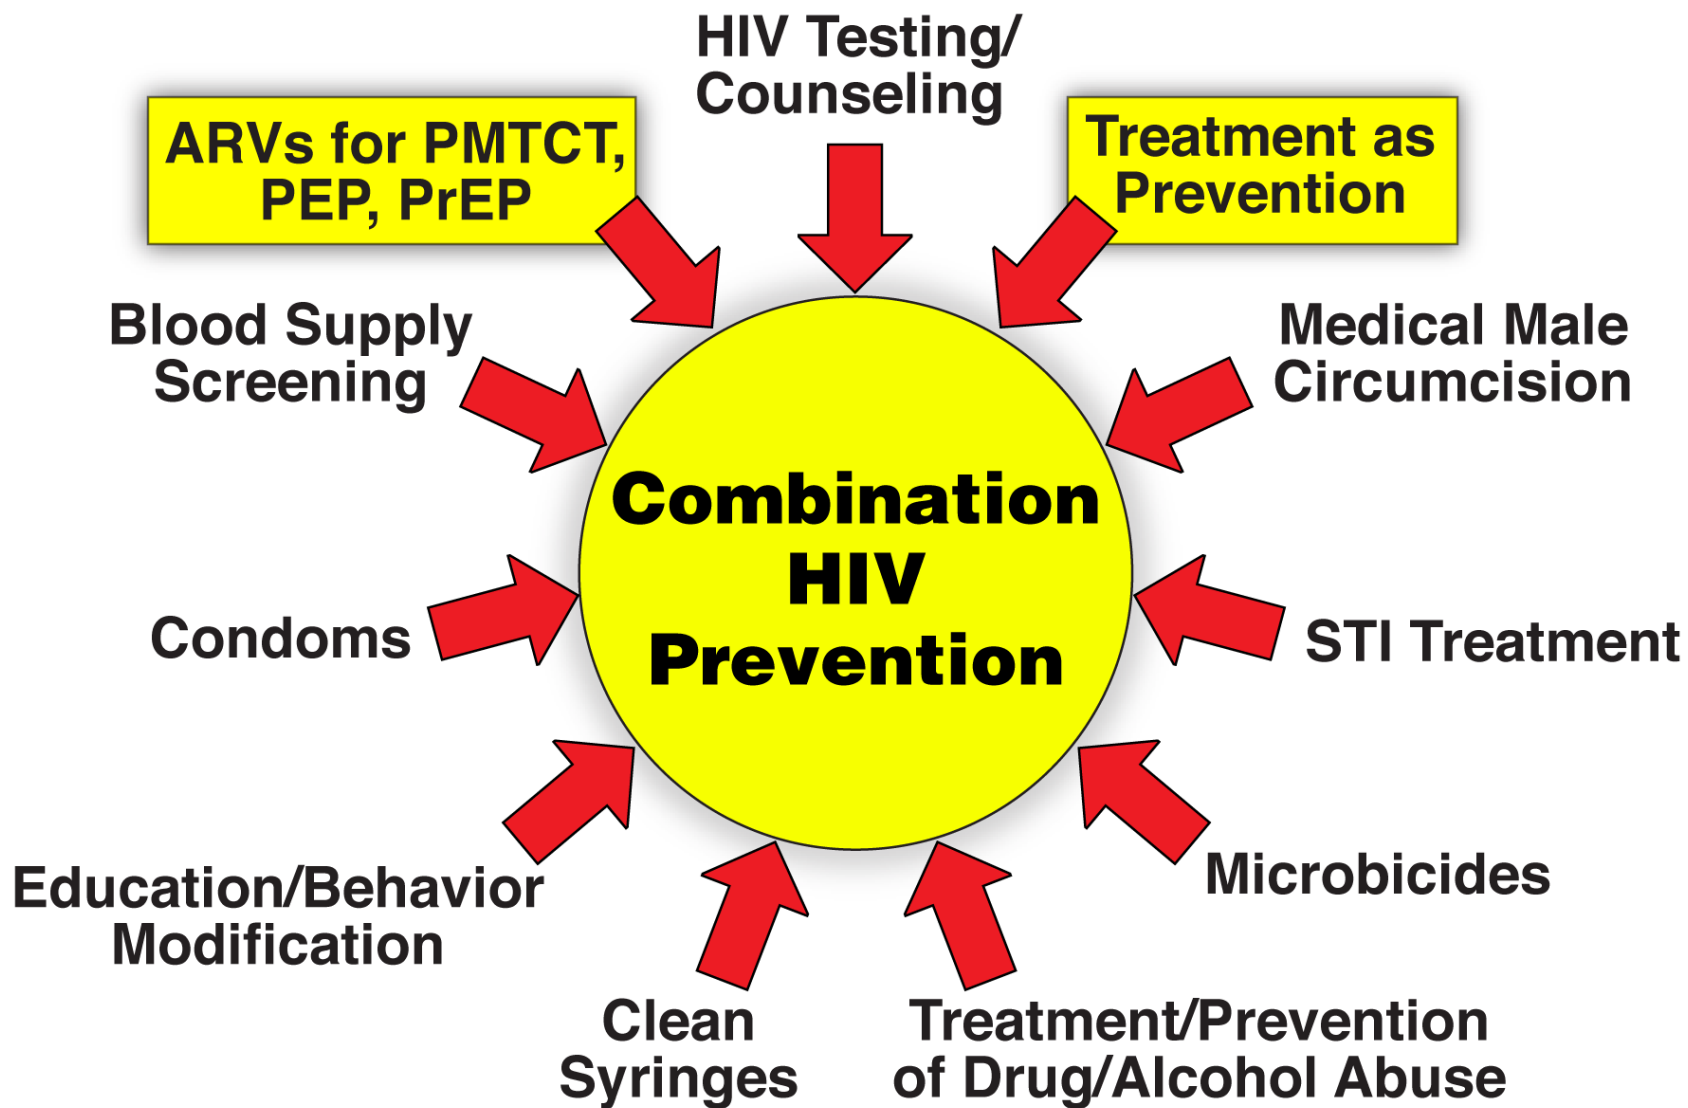 HIV Testing/
Counseling
ARVs for PMTCT,
PEP, PrEP
Treatment as
Prevention
Blood Supply
Screening
Medical Male
Circumcision
Combination
HIV
Prevention
Condoms
STI Treatment
Education/Behavior
Modification
Microbicides
Clean
Syringes
Treatment/Prevention
of Drug/Alcohol Abuse